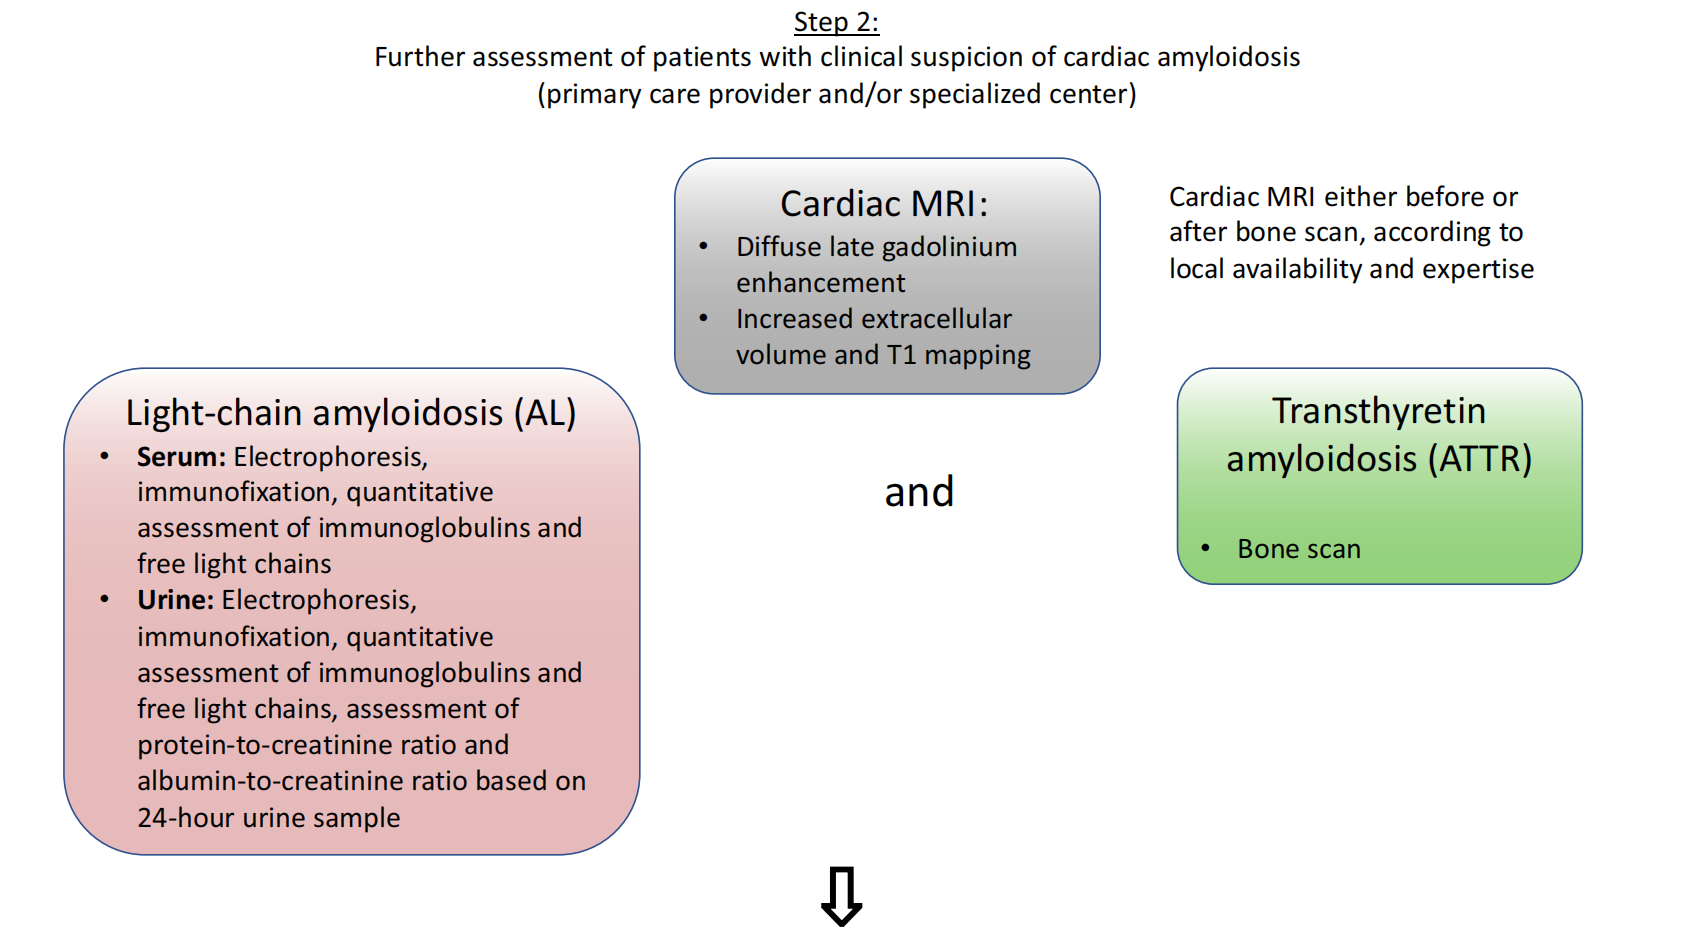 Step 2:
Further assessment of patients with clinical suspicion of cardiac amyloidosis
(primary care provider and/or specialized center)
Cardiac MRI:
• Diffuse late gadolinium
enhancement
• Increased extracellular
volume and T1 mapping
Cardiac MRI either before or
after bone scan, according to
local availability and expertise
Light-chain amyloidosis (AL)
• Serum: Electrophoresis,
immunofixation, quantitative
assessment of immunoglobulins and
free light chains
• Urine: Electrophoresis,
immunofixation, quantitative
assessment of immunoglobulins and
free light chains, assessment of
protein-to-creatinine ratio and
albumin-to-creatinine ratio based on
24-hour urine sample
and
Transthyretin
amyloidosis (ATTR)
• Bone scan